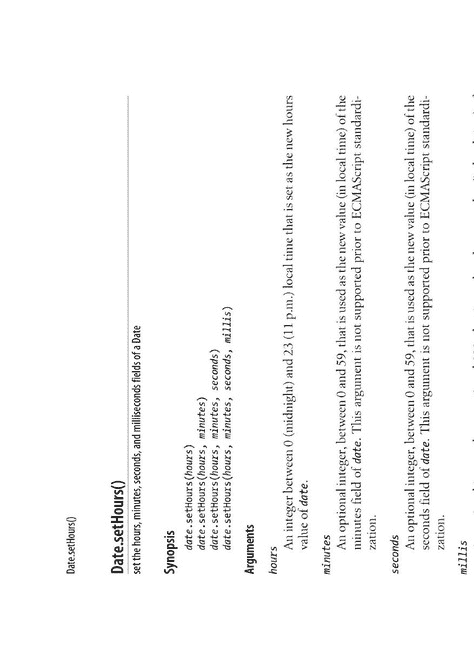 Date.setHours()
Date.setHours()
set the hours, minutes, seconds, and milliseconds fields of a Date
Synopsis
date.setHours(hours)
date.setHours(hours, minutes)
date.setHours(hours, minutes, seconds)
date.setHours(hours, minutes, seconds, millis)
Arguments
hours
An integer between 0 (midnight) and 23 (11 p.m.) local time that is set as the new hours
value of date.
minutes
An optional integer, between 0 and 59, that is used as the new value (in local time) of the
minutes field of date. This argument is not supported prior to ECMAScript standardi-
zation.
seconds
An optional integer, between 0 and 59, that is used as the new value (in local time) of the
seconds field of date. This argument is not supported prior to ECMAScript standardi-
zation.
millis